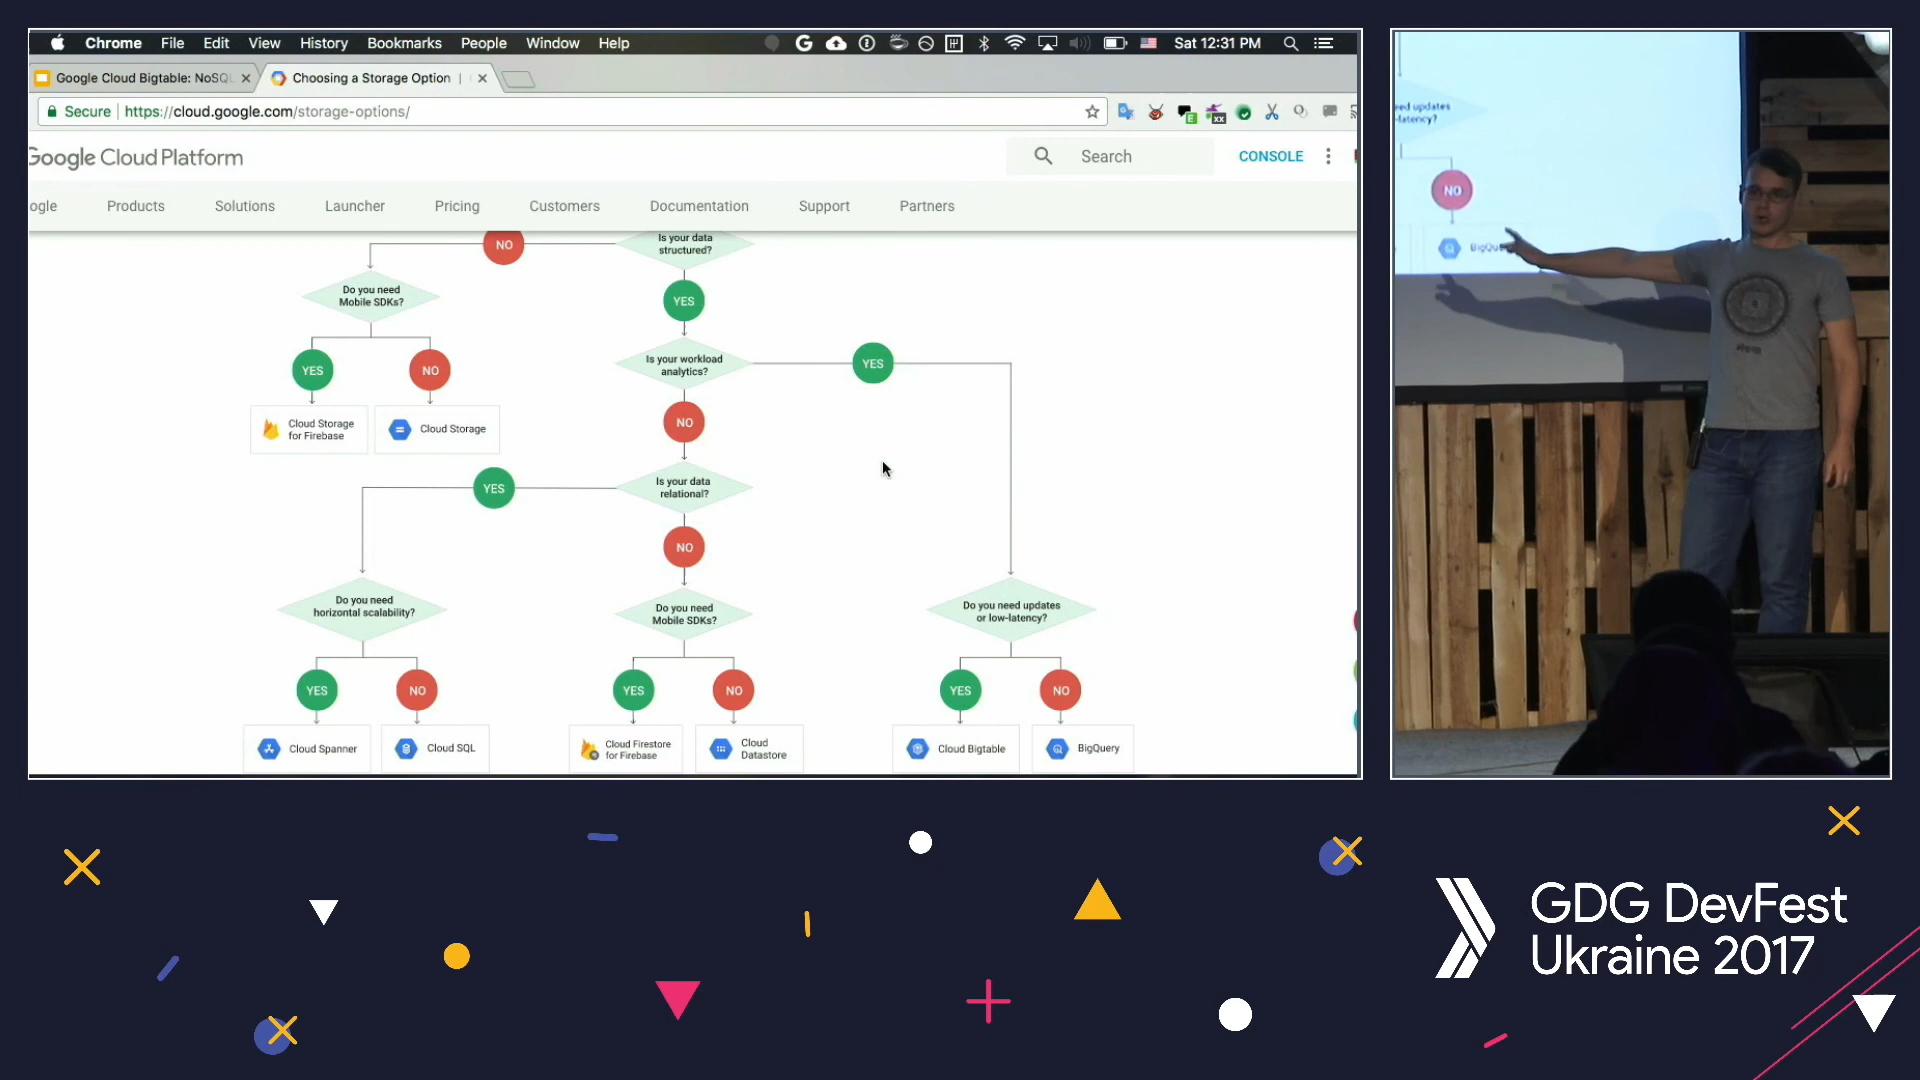 Chrome File Edit View History Bookmarks People Window Help
Sat 12:31 PM
Google Cloud Bigtable: NoSQL
Choosing a Storage Option |
Secure | https://cloud.google.com/storage-options/
Google Cloud Platform
Search
CONSOLE
ogle Products Solutions Launcher Pricing Customers Documentation Support Partners
Is your data
structured?
NO
YES
Do you need
Mobile SDKs?
YES
NO
Cloud Storage
for Firebase
Cloud Storage
Is your workload
analytics?
YES
NO
Is your data
relational?
YES
NO
Do you need
horizontal scalability?
YES
NO
Cloud Spanner
Cloud SQL
Do you need
Mobile SDKs?
YES
NO
Cloud Firestore
for Firebase
Cloud
Datastore
Do you need updates
or low-latency?
YES
NO
Cloud Bigtable
BigQuery
ed updates
-latency?
NO
BigQu
GDG DevFest
Ukraine 2017